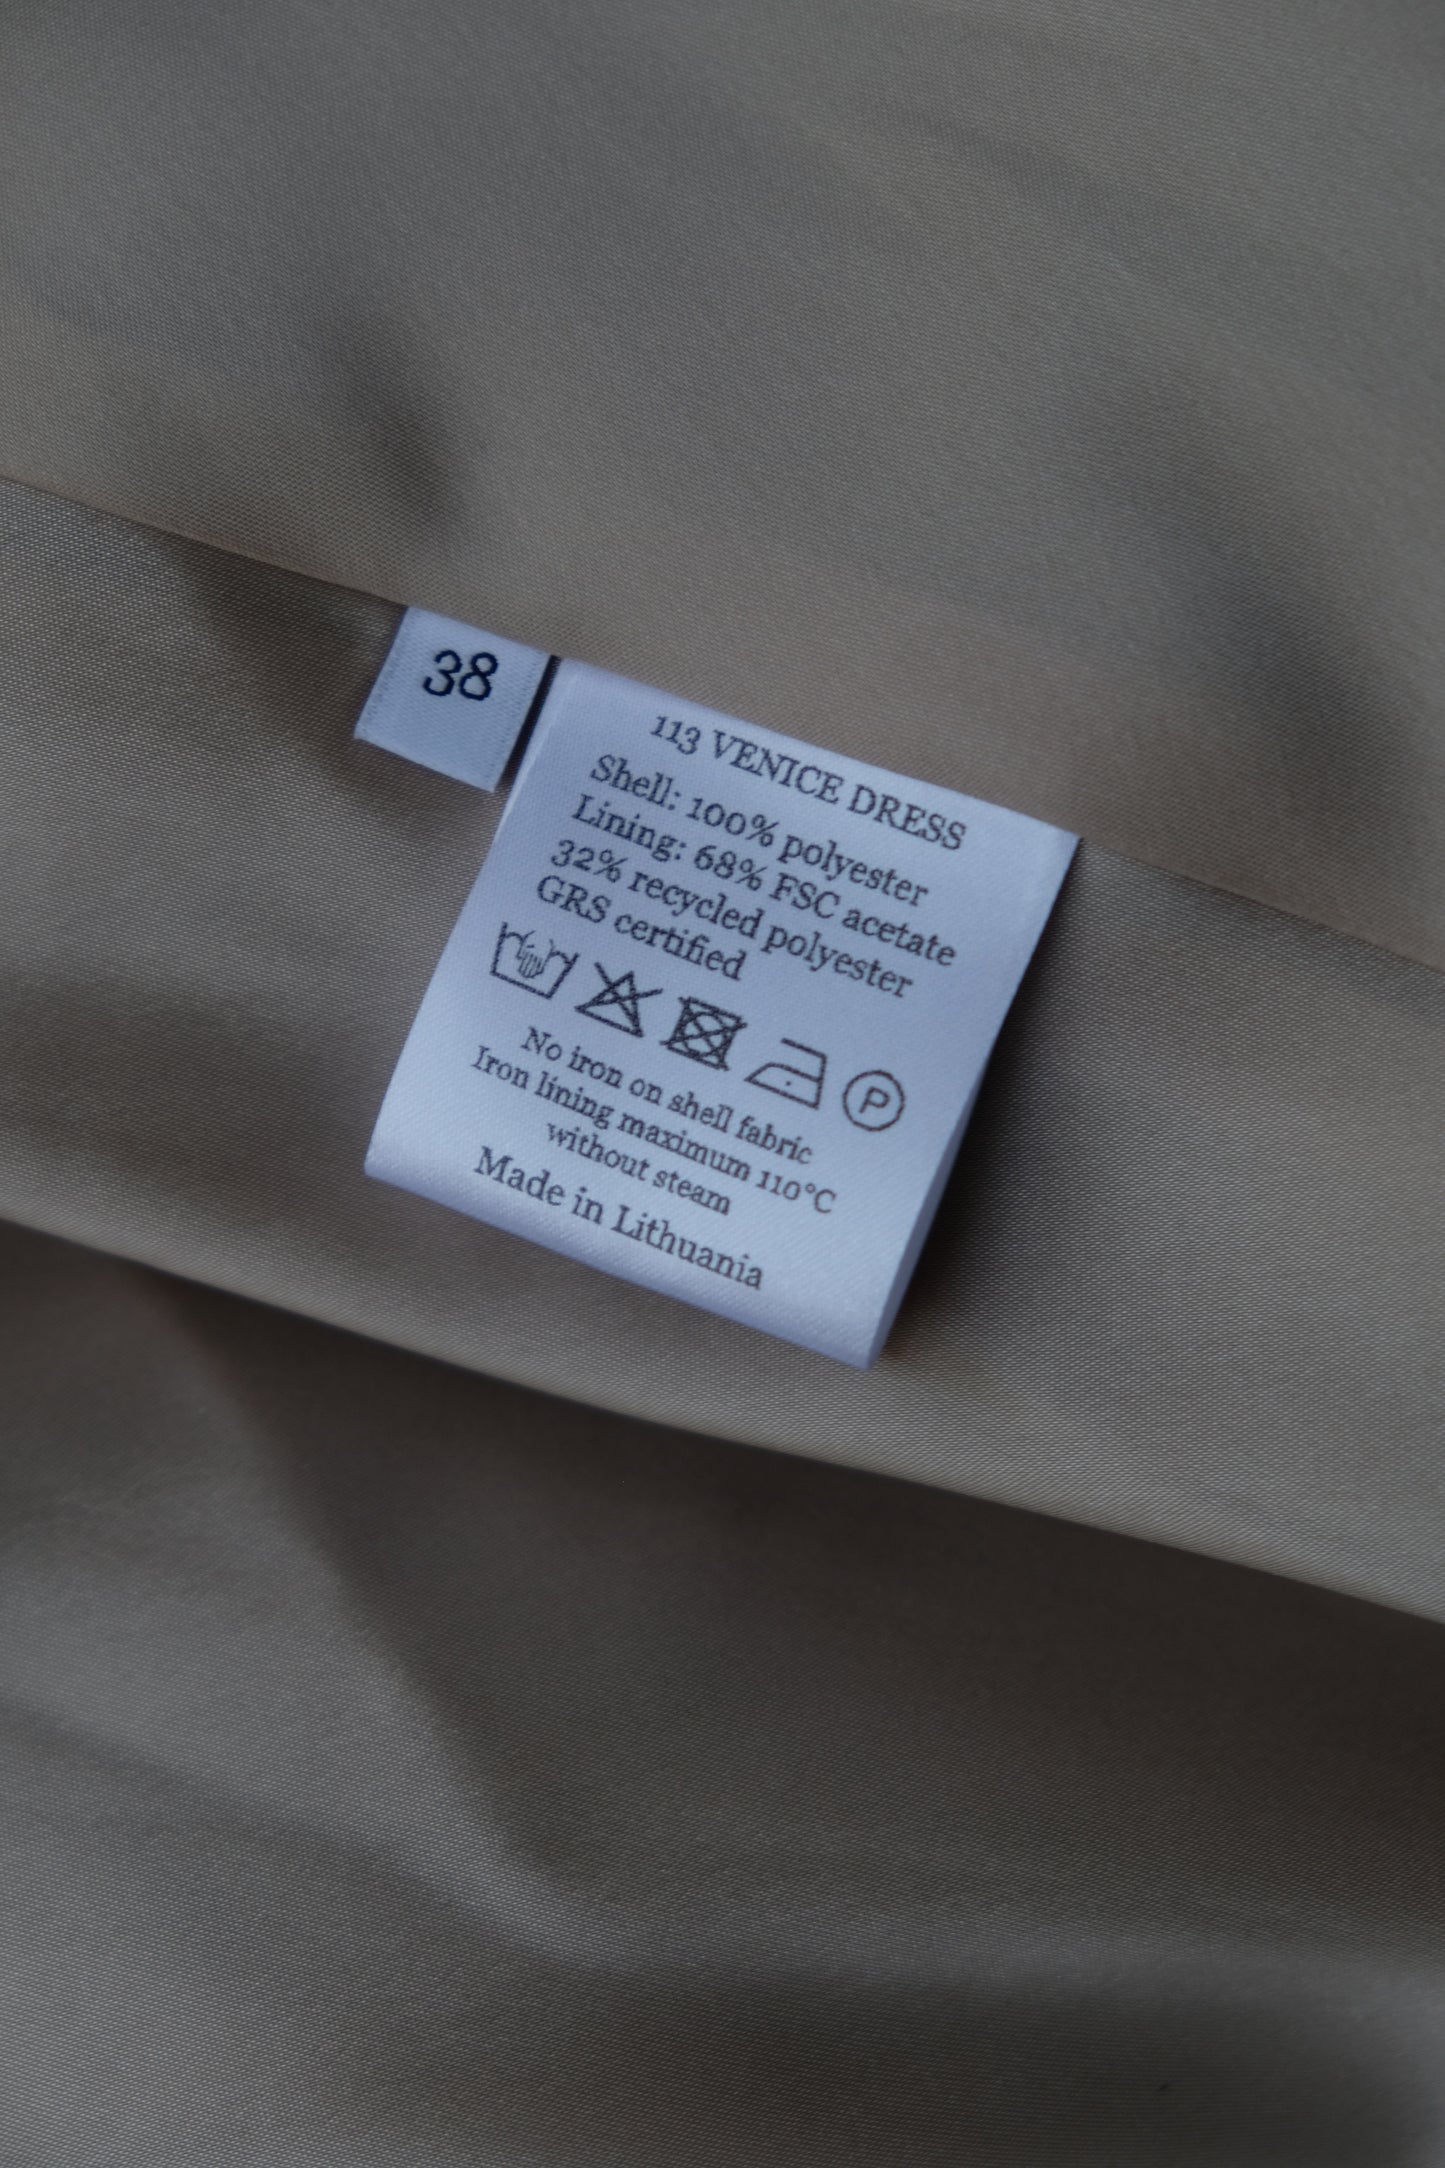 38
113 VENICE DRESS
Shell: 100% polyester
Lining: 68% FSC acetate
32% recycled polyester
GRS certified
P
No iron on shell fabric
Iron lining maximum 110°C
without steam
Made in Lithuania